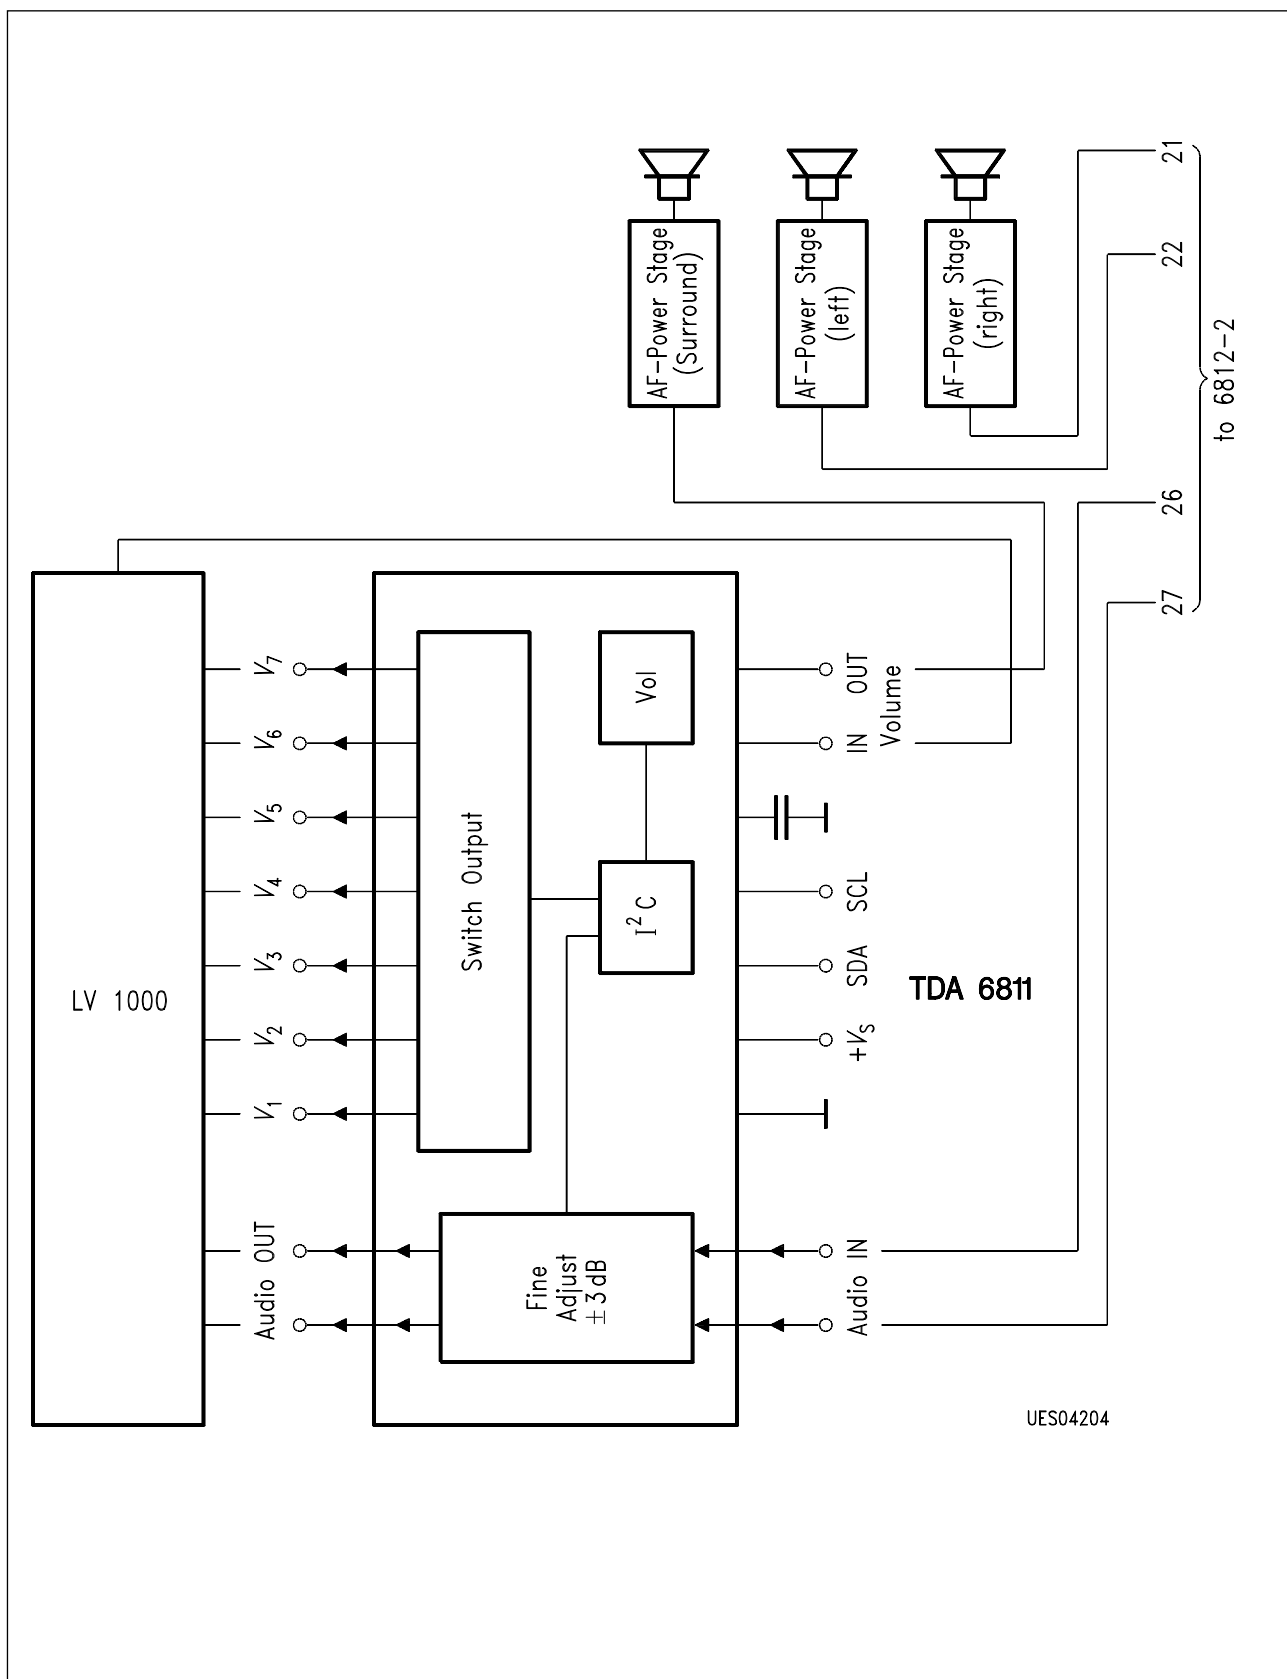 AF-Power Stage
(Surround)
AF-Power Stage
(left)
AF-Power Stage
(right)
21
22
26
27
to 6812-2
LV 1000
V7
V6
V5
V4
V3
V2
V1
Audio OUT
Switch Output
Vol
I²C
Fine
Adjust
±3dB
OUT
IN
Volume
SCL
SDA
+VS
Audio IN
TDA 6811
UES04204